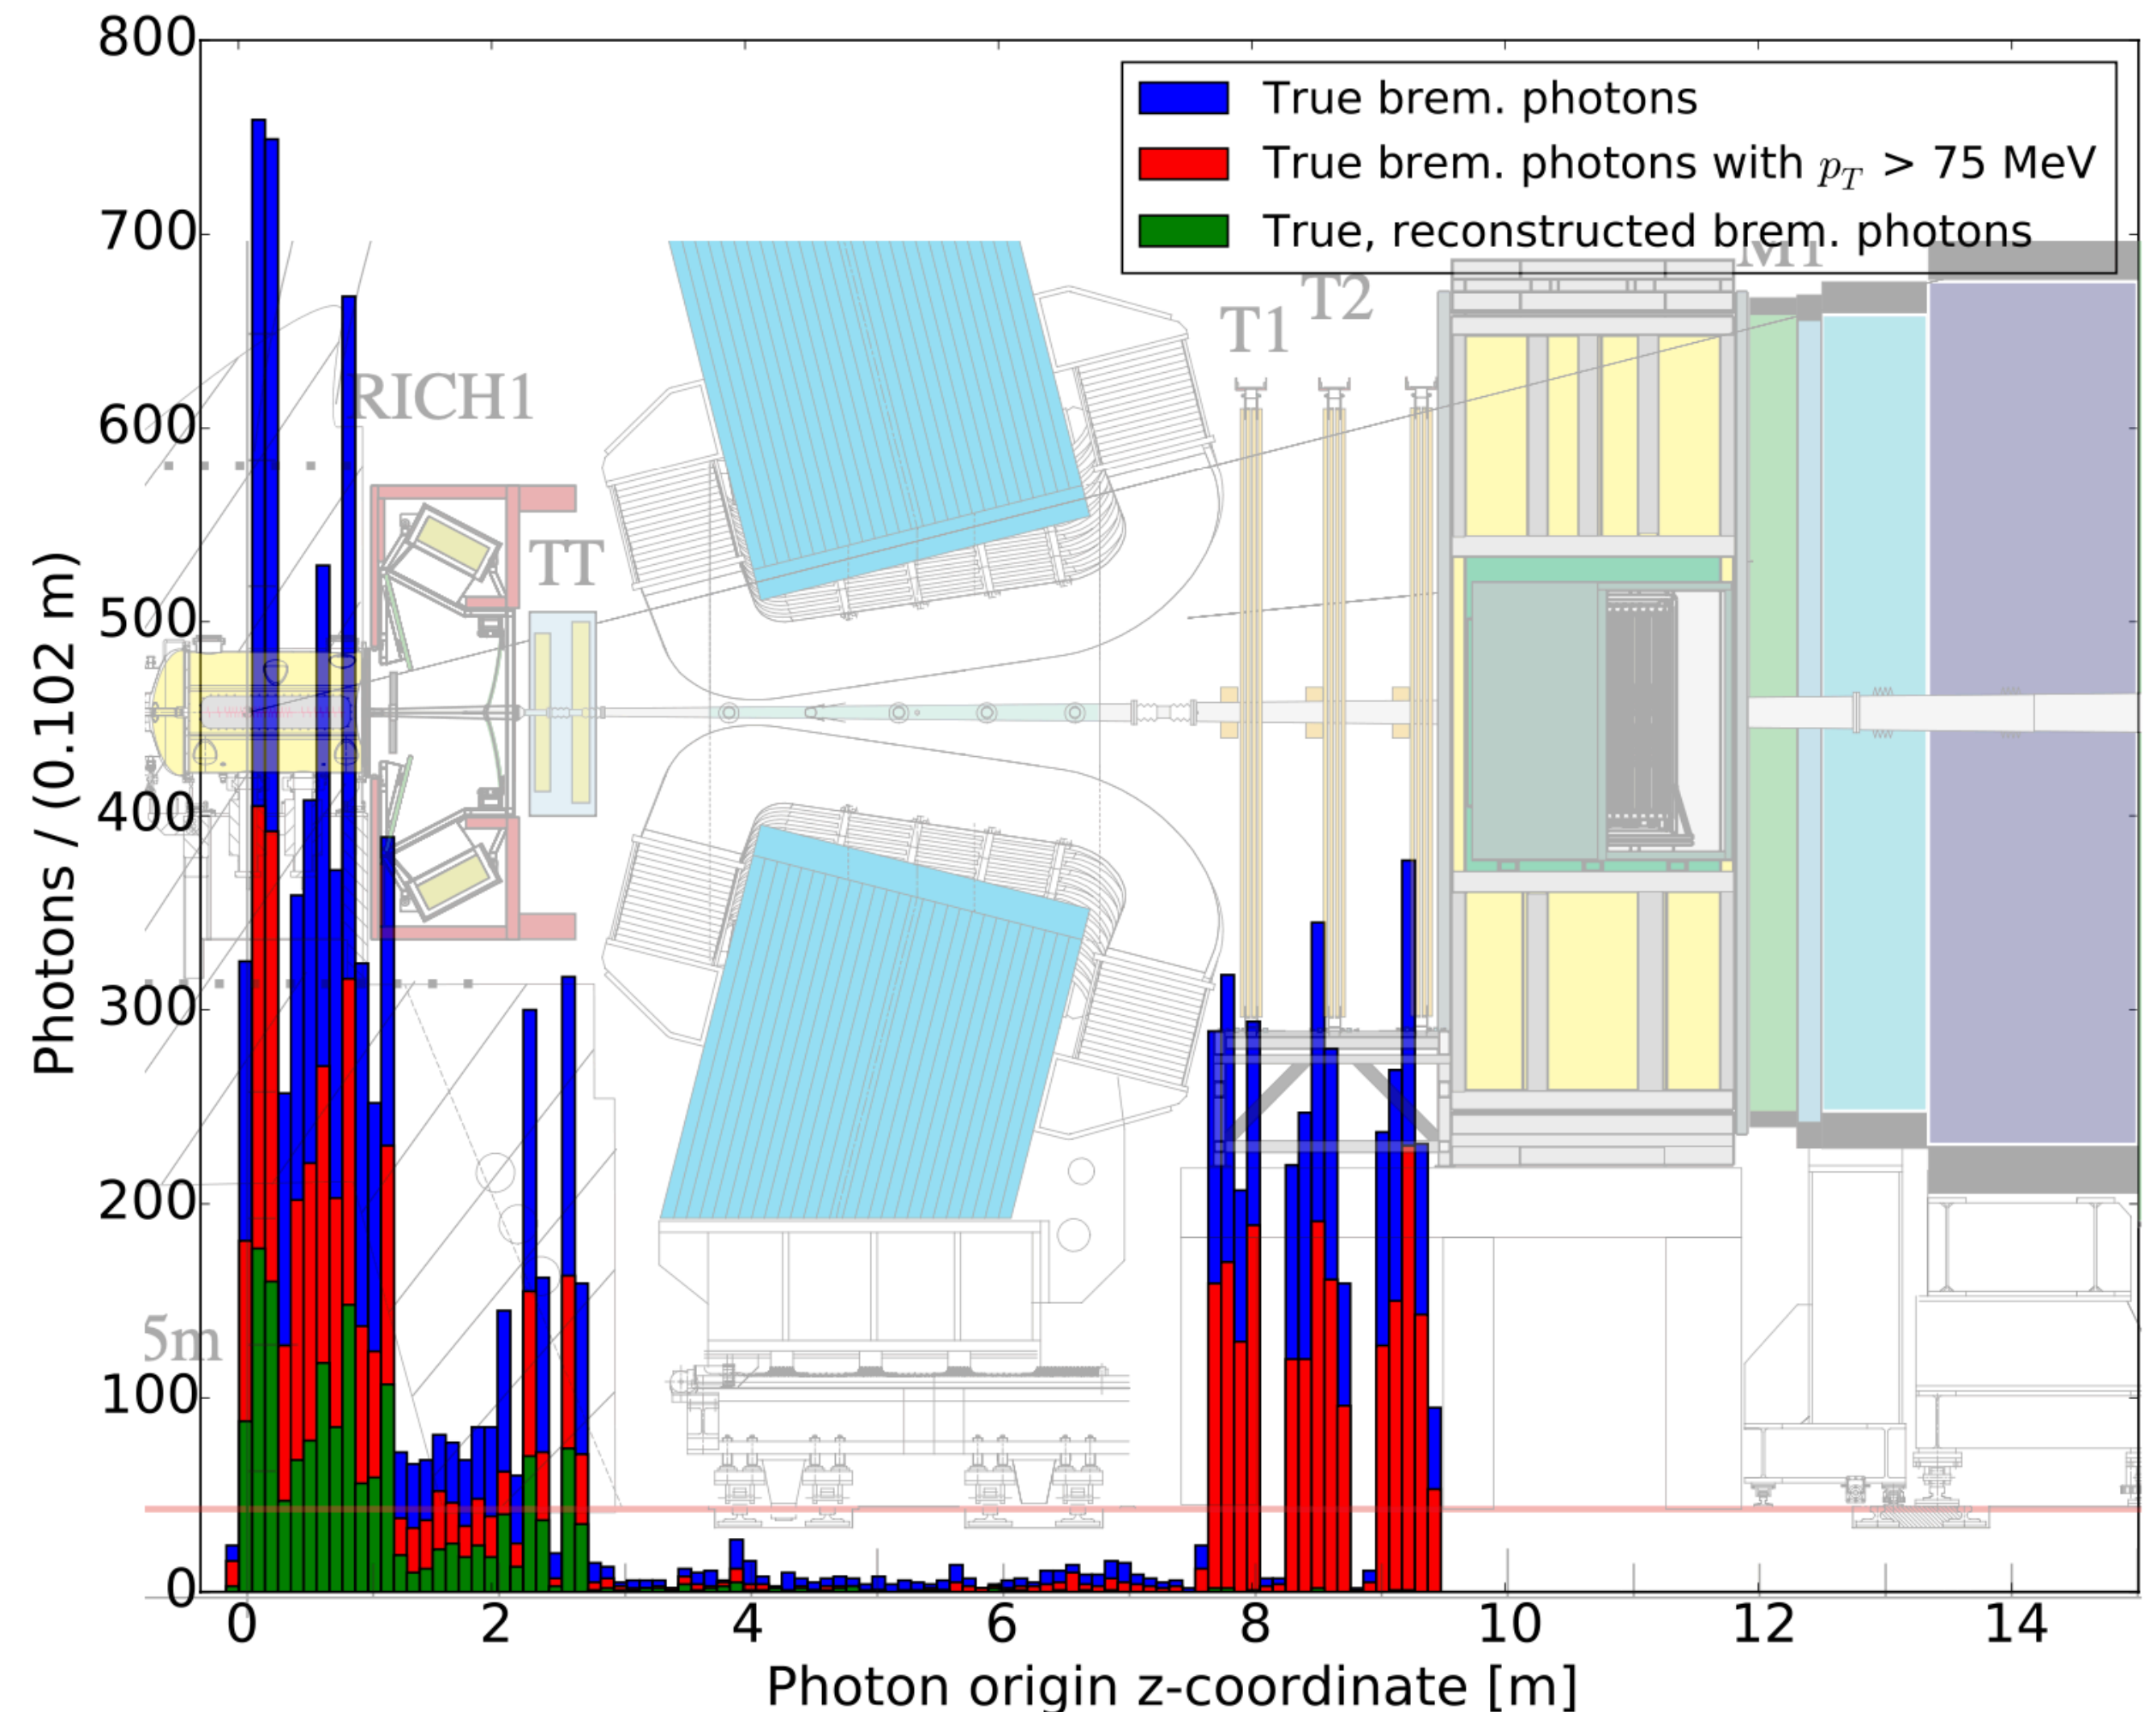 800
700
600
500
400
300
200
100
0
Photons / (0.102 m)
True brem. photons
True brem. photons with p_T > 75 MeV
True, reconstructed brem. photons
M1
T1
T2
RICH1
TT
5m
0 2 4 6 8 10 12 14
Photon origin z-coordinate [m]